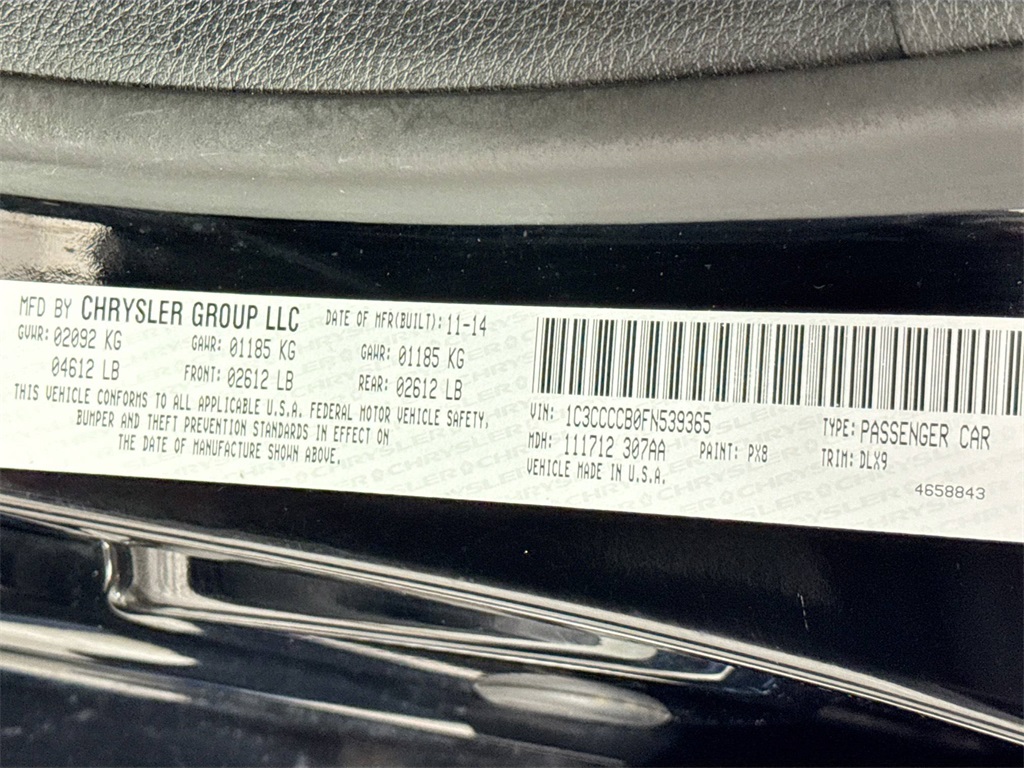 MFD BY CHRYSLER GROUP LLC DATE OF MFR(BUILT): 11-14
GVWR: 02092 KG GAWR: 01185 KG GAWR: 01185 KG
04612 LB FRONT: 02612 LB REAR: 02612 LB
THIS VEHICLE CONFORMS TO ALL APPLICABLE U.S.A. FEDERAL MOTOR VEHICLE SAFETY,
BUMPER AND THEFT PREVENTION STANDARDS IN EFFECT ON
THE DATE OF MANUFACTURE SHOWN ABOVE.
VIN: 1C3CCCCB0FN539365 TYPE: PASSENGER CAR
MDH: 111712 307AA PAINT: PX8 TRIM: DLX9
VEHICLE MADE IN U.S.A.
4658843